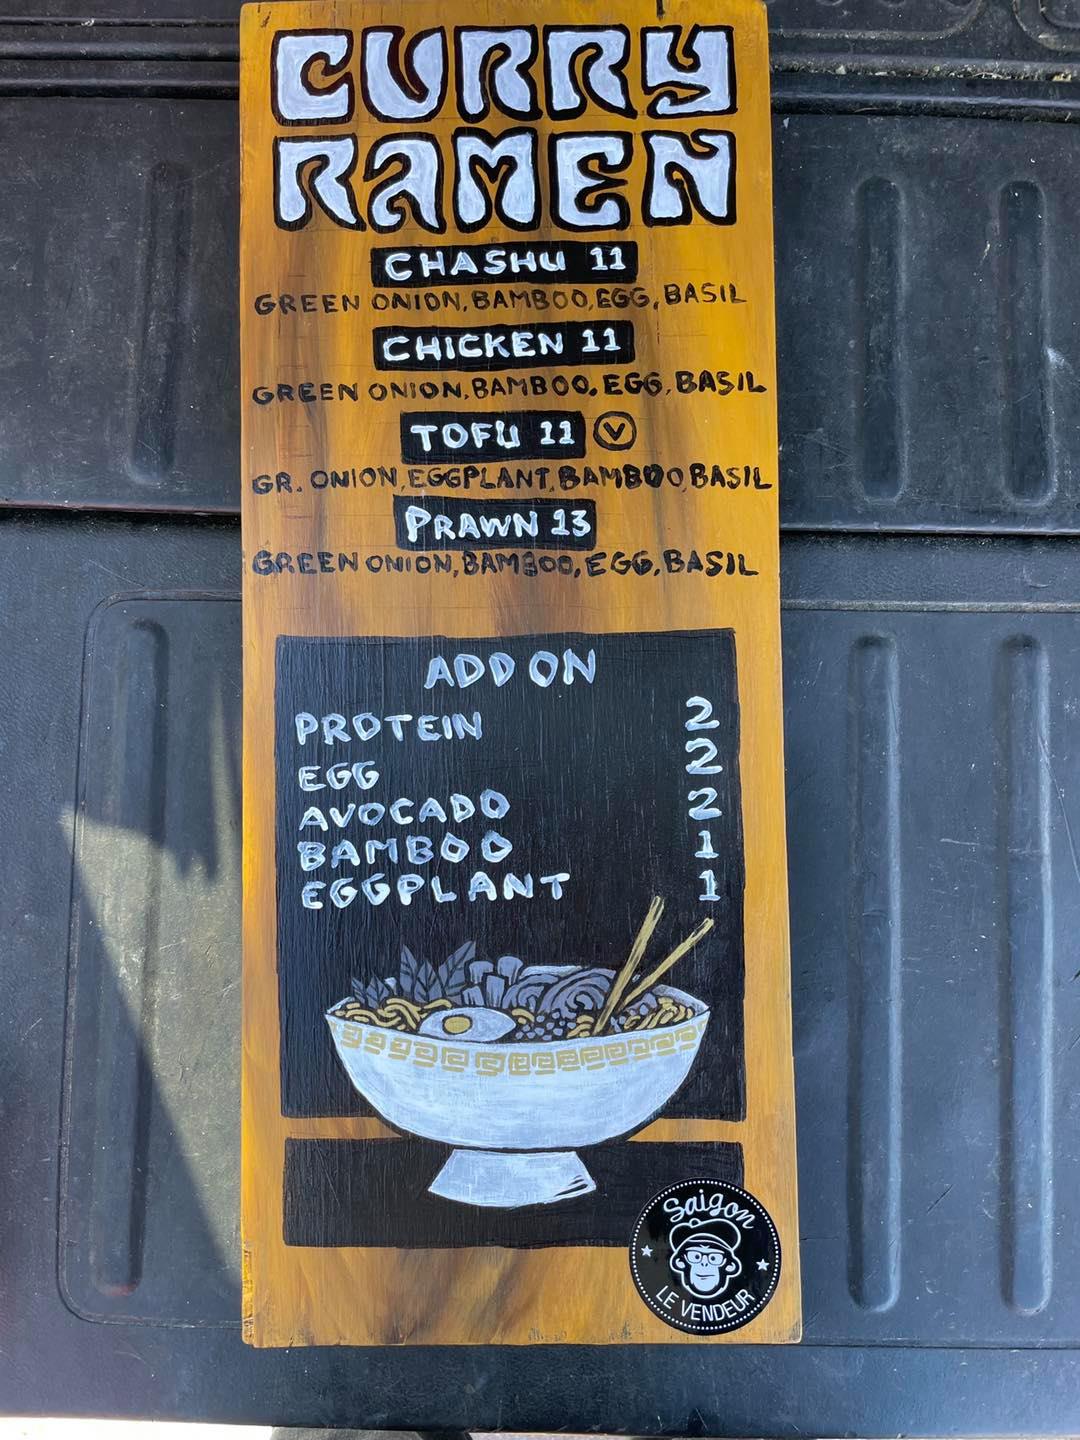 CURRY
RAMEN
CHASHU 11
GREEN ONION, BAMBOO, EGG, BASIL
CHICKEN 11
GREEN ONION, BAMBOO, EGG, BASIL
TOFU 11 V
GR. ONION, EGGPLANT, BAMBOO, BASIL
PRAWN 13
GREEN ONION, BAMBOO, EGG, BASIL
ADD ON
PROTEIN 2
EGG 2
AVOCADO 2
BAMBOO 1
EGGPLANT 1
Saigon
LE VENDEUR